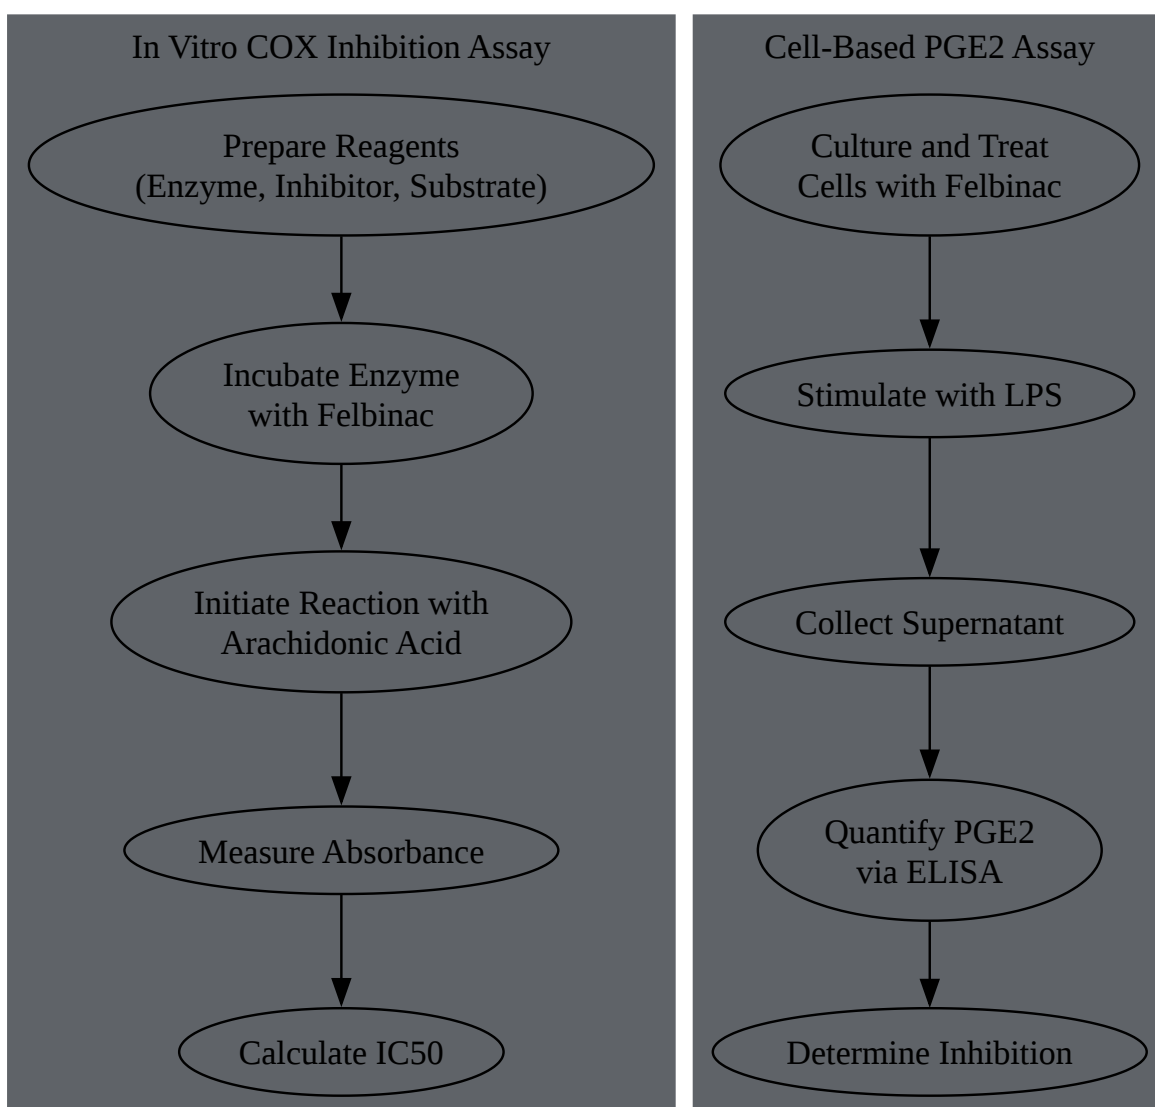 In Vitro COX Inhibition Assay
Prepare Reagents
(Enzyme, Inhibitor, Substrate)
Incubate Enzyme
with Felbinac
Initiate Reaction with
Arachidonic Acid
Measure Absorbance
Calculate IC50
Cell-Based PGE2 Assay
Culture and Treat
Cells with Felbinac
Stimulate with LPS
Collect Supernatant
Quantify PGE2
via ELISA
Determine Inhibition